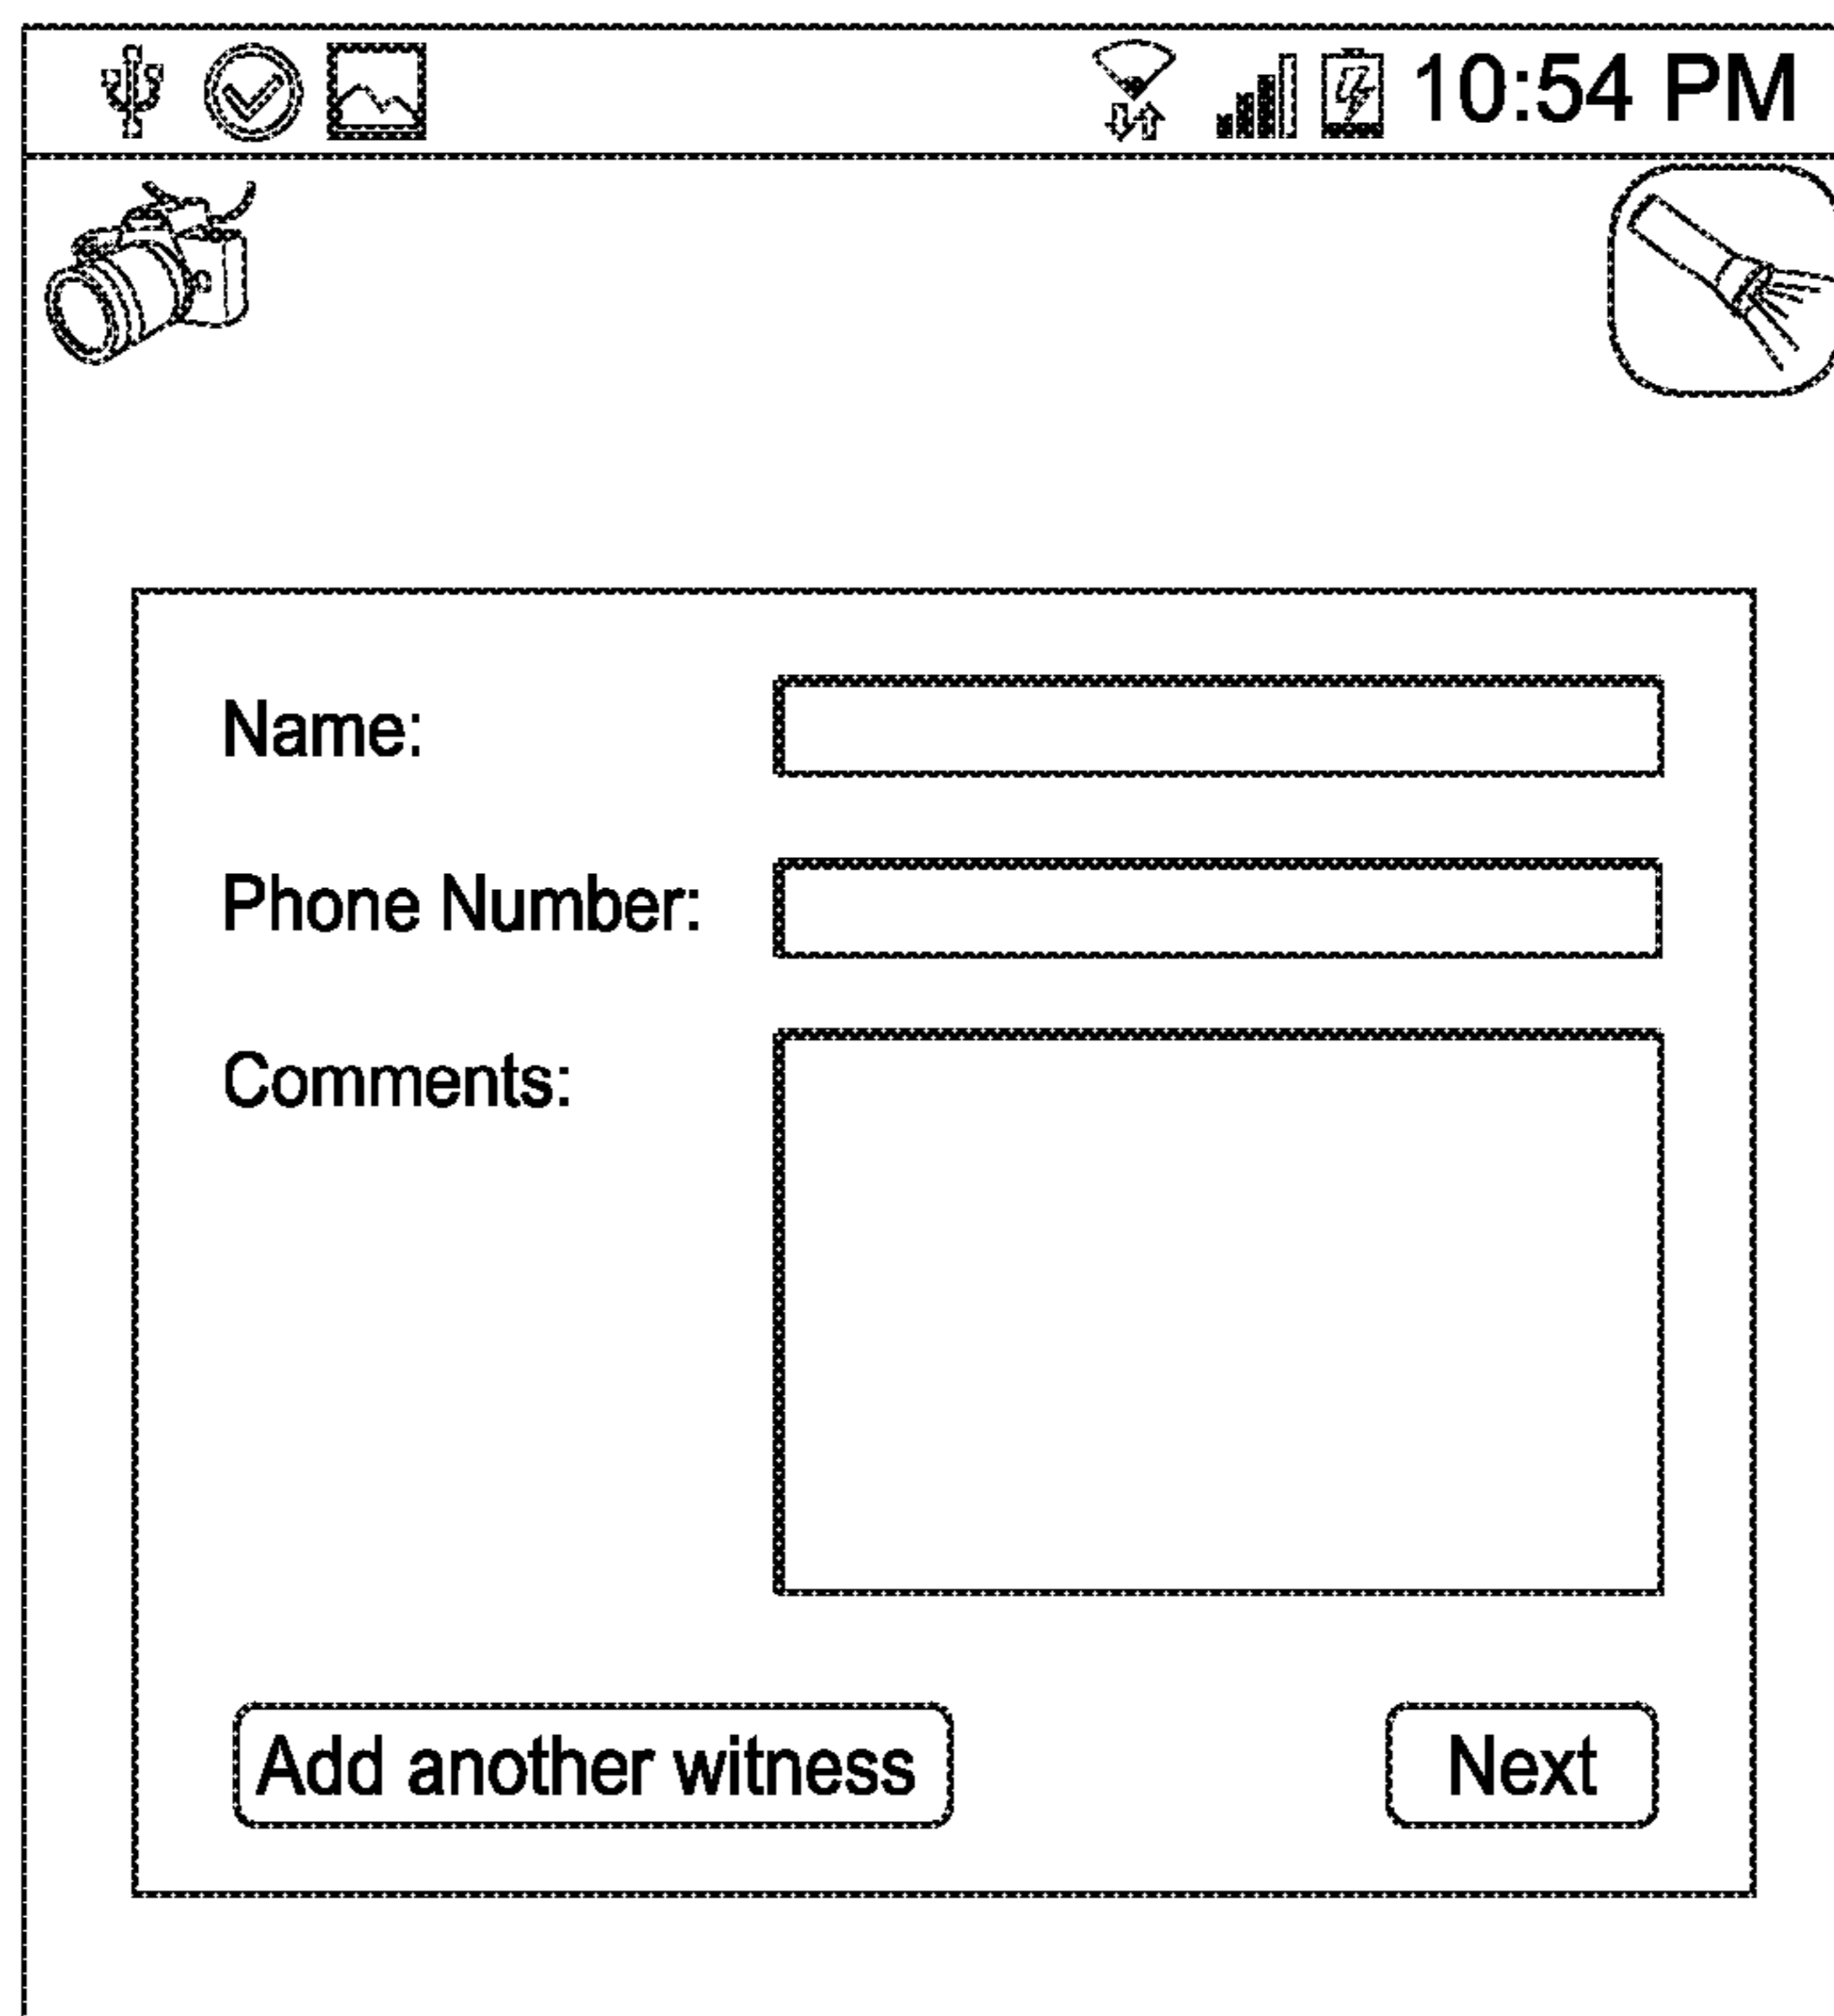 10:54 PM
Name:
Phone Number:
Comments:
Add another witness
Next